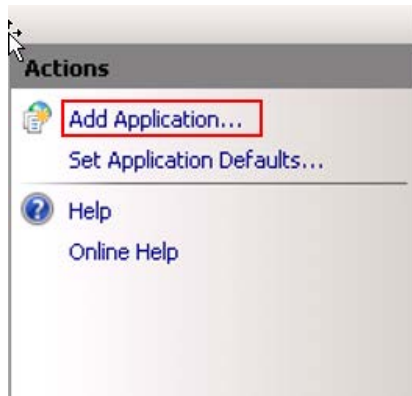 Actions
Add Application...
Set Application Defaults...
Help
Online Help